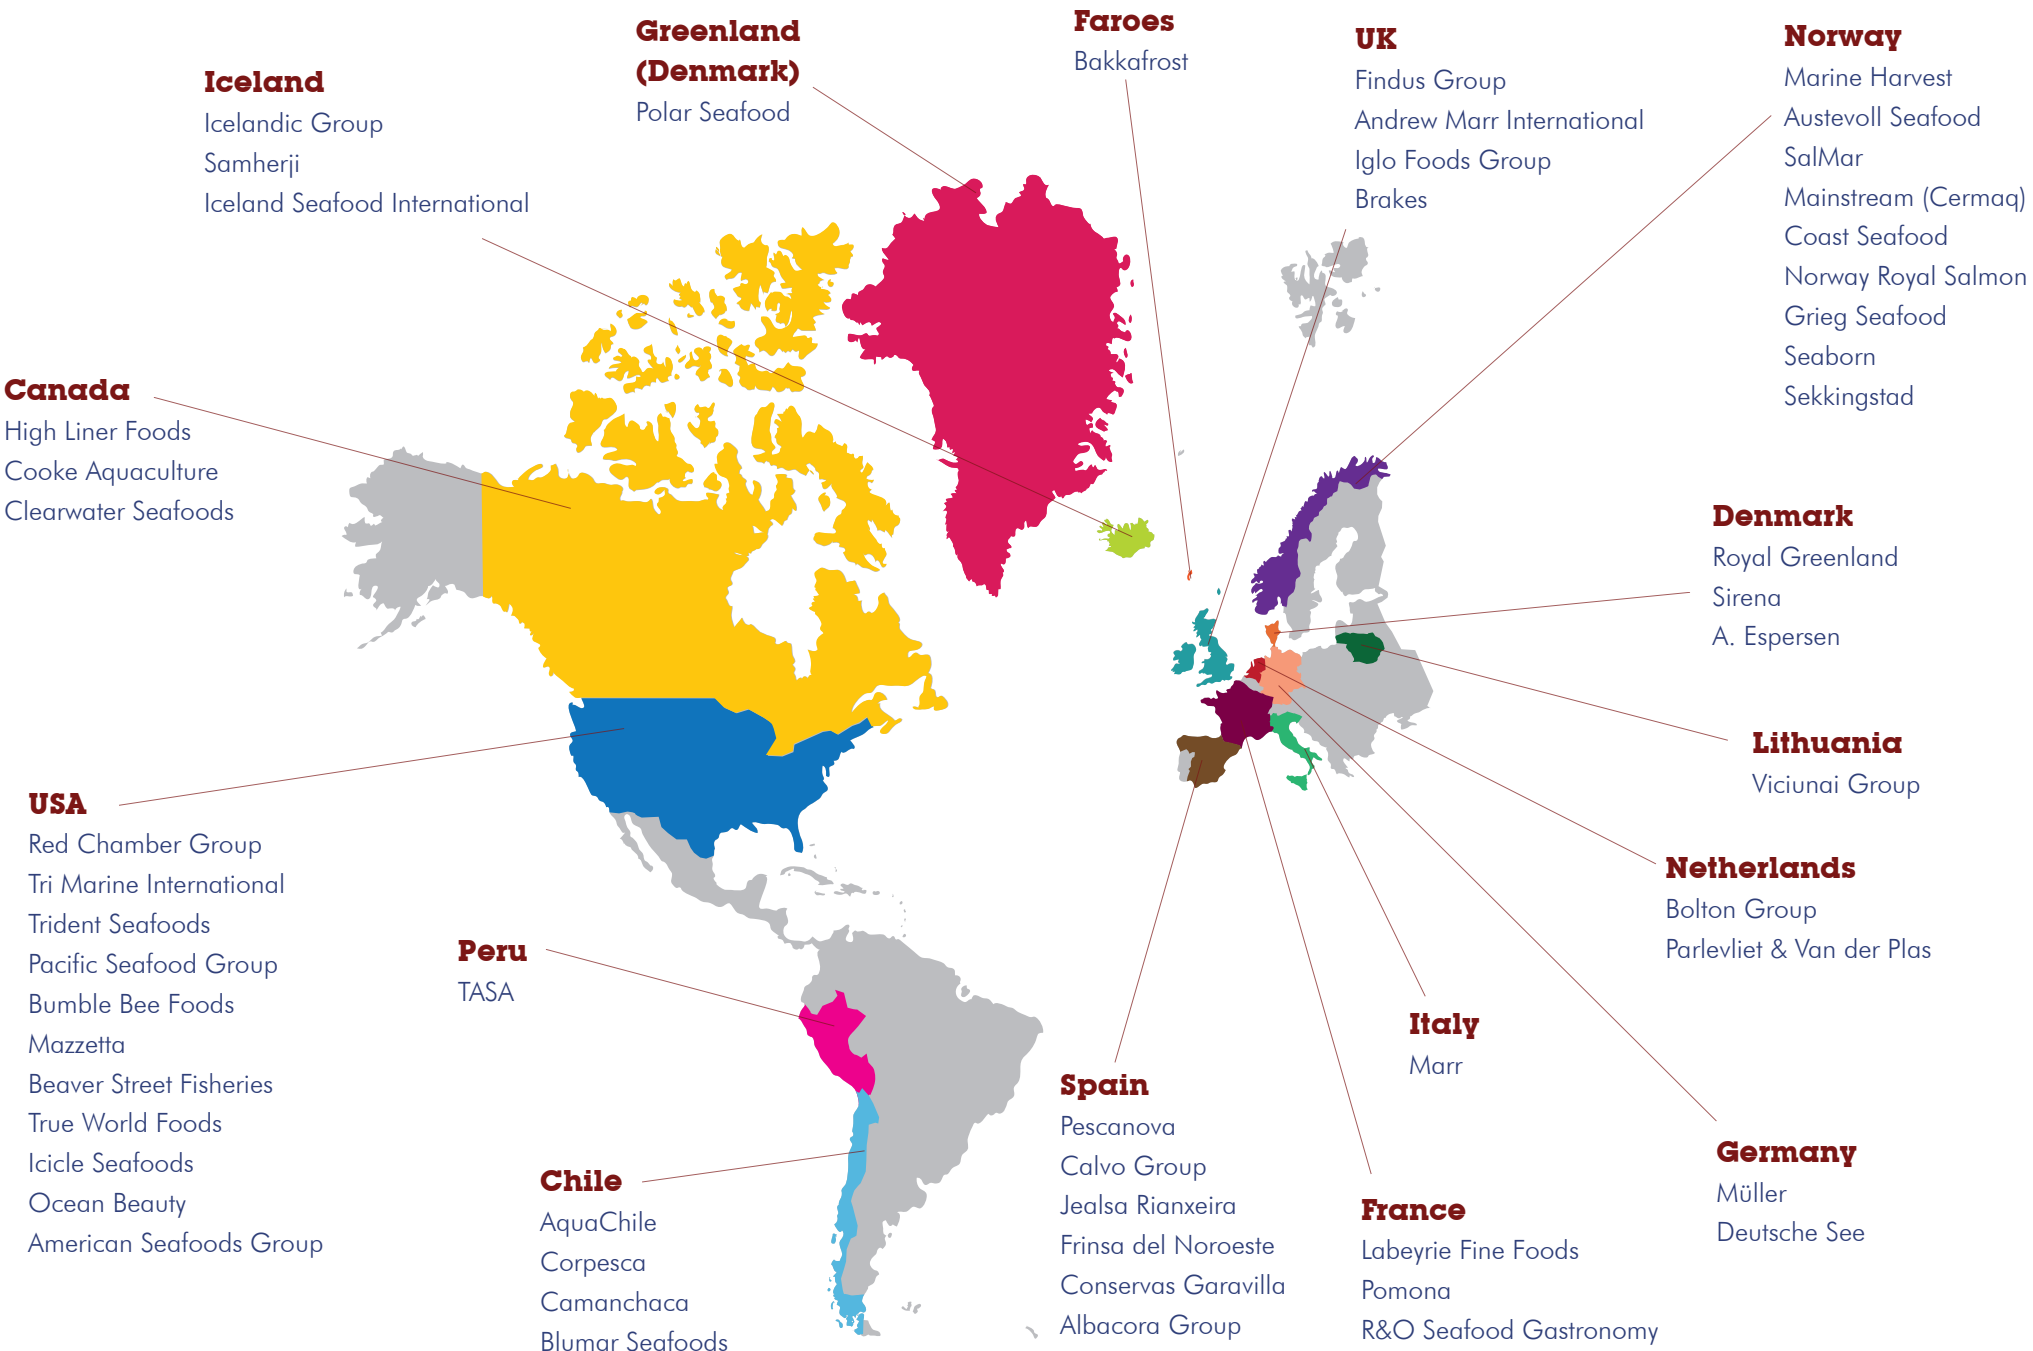 Iceland
Icelandic Group
Samherji
Iceland Seafood International
Greenland
(Denmark)
Polar Seafood
Faroes
Bakkafrost
UK
Findus Group
Andrew Marr International
Iglo Foods Group
Brakes
Norway
Marine Harvest
Austevoll Seafood
SalMar
Mainstream (Cermaq)
Coast Seafood
Norway Royal Salmon
Grieg Seafood
Seaborn
Sekkingstad
Canada
High Liner Foods
Cooke Aquaculture
Clearwater Seafoods
Denmark
Royal Greenland
Sirena
A. Espersen
Lithuania
Viciunai Group
USA
Red Chamber Group
Tri Marine International
Trident Seafoods
Pacific Seafood Group
Bumble Bee Foods
Mazzetta
Beaver Street Fisheries
True World Foods
Icicle Seafoods
Ocean Beauty
American Seafoods Group
Netherlands
Bolton Group
Parlevliet & Van der Plas
Peru
TASA
Italy
Marr
Spain
Pescanova
Calvo Group
Jealsa Rianxeira
Frinsa del Noroeste
Conservas Garavilla
Albacora Group
Germany
Müller
Deutsche See
Chile
AquaChile
Corpesca
Camanchaca
Blumar Seafoods
France
Labeyrie Fine Foods
Pomona
R&O Seafood Gastronomy